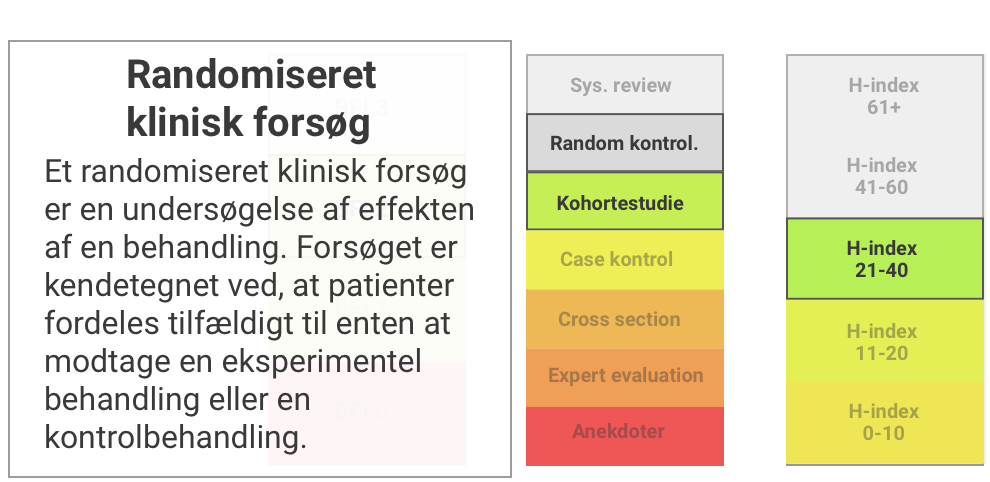 Randomiseret
klinisk forsøg
Et randomiseret klinisk forsøg
er en undersøgelse af effekten
af en behandling. Forsøget er
kendetegnet ved, at patienter
fordeles tilfældigt til enten at
modtage en eksperimentel
behandling eller en
kontrolbehandling.
Sys. review
Random kontrol.
Kohortestudie
Case kontrol
Cross section
Expert evaluation
Anekdoter
H-index
61+
H-index
41-60
H-index
21-40
H-index
11-20
H-index
0-10